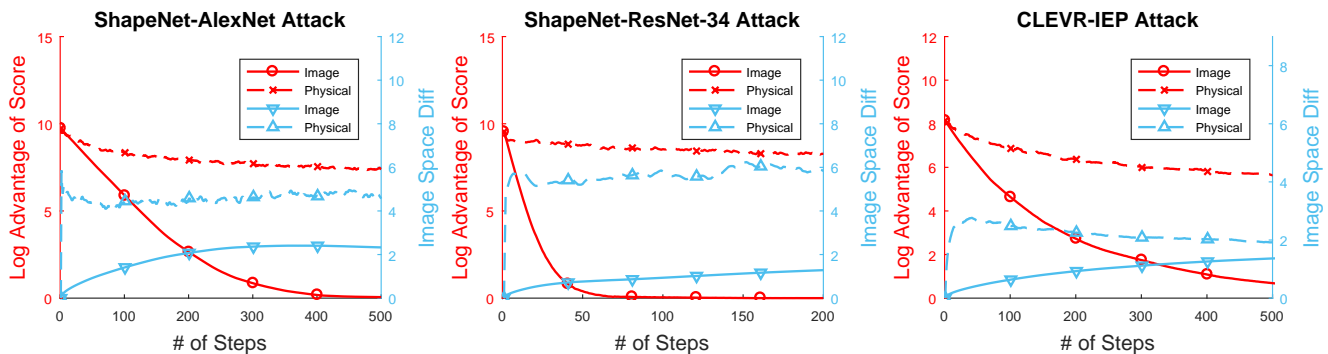 ShapeNet-AlexNet Attack
15
10
5
0
Log Advantage of Score
12
10
8
6
4
2
0
Image Space Diff
Image
Physical
Image
Physical
0 100 200 300 400 500
# of Steps
ShapeNet-ResNet-34 Attack
15
10
5
0
Log Advantage of Score
12
10
8
6
4
2
0
Image Space Diff
Image
Physical
Image
Physical
0 50 100 150 200
# of Steps
CLEVR-IEP Attack
12
10
8
6
4
2
0
Log Advantage of Score
8
6
4
2
0
Image Space Diff
Image
Physical
Image
Physical
0 100 200 300 400 500
# of Steps